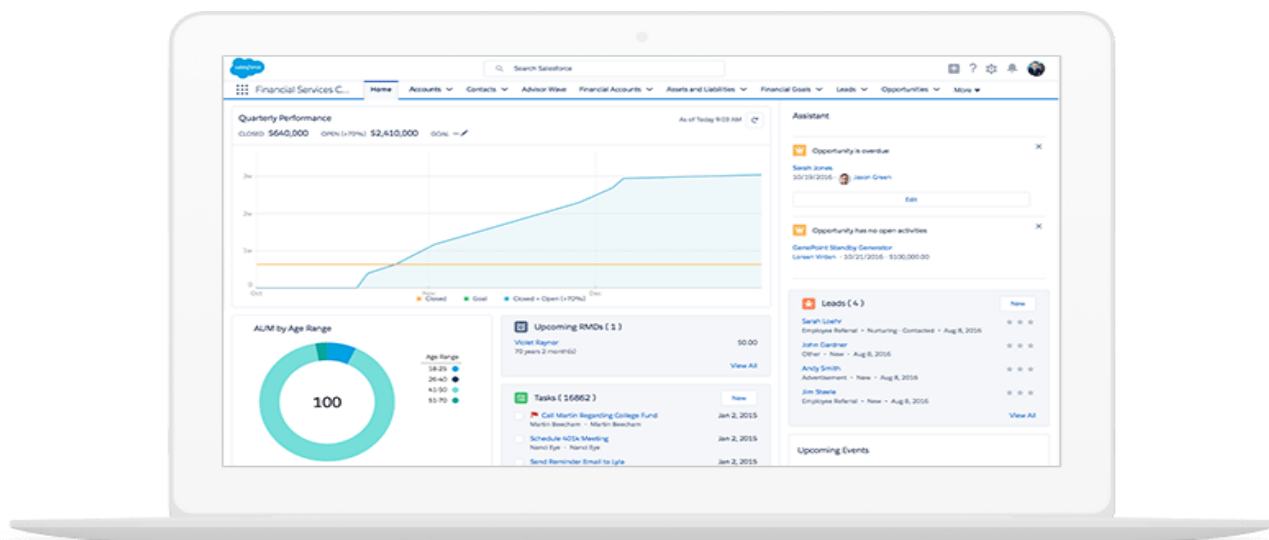 salesforce
Search Salesforce
Financial Services C...
Home
Accounts
Contacts
Advisor Wave
Financial Accounts
Assets and Liabilities
Financial Goals
Leads
Opportunities
More
Quarterly Performance
As of Today 9:03 AM
CLOSED $640,000 OPEN (>70%) $2,410,000 GOAL --
3M
2M
1M
0
Oct
Nov
Dec
Closed
Goal
Closed + Open (>70%)
AUM by Age Range
100
Age Range
18-25
26-40
41-50
51-70
Upcoming RMDs (1)
Violet Raynor $0.00
70 years 2 month(s)
View All
Tasks (16862)
New
Call Martin Regarding College Fund Jan 2, 2015
Martin Beecham • Martin Beecham
Schedule 401k Meeting Jan 2, 2015
Nanci Eye • Nanci Eye
Send Reminder Email to Lyle Jan 2, 2015
Assistant
Opportunity is overdue
Sarah Jones
10/19/2016 • Jason Green
Edit
Opportunity has no open activities
GenePoint Standby Generator
10/21/2016 • $100,000.00
Leads (4)
New
Sarah Loehr
Employee Referral • Nurturing - Contacted • Aug 8, 2016
John Gardner
Other • New • Aug 8, 2016
Andy Smith
Advertisement • New • Aug 8, 2016
Jim Steele
Employee Referral • New • Aug 8, 2016
View All
Upcoming Events